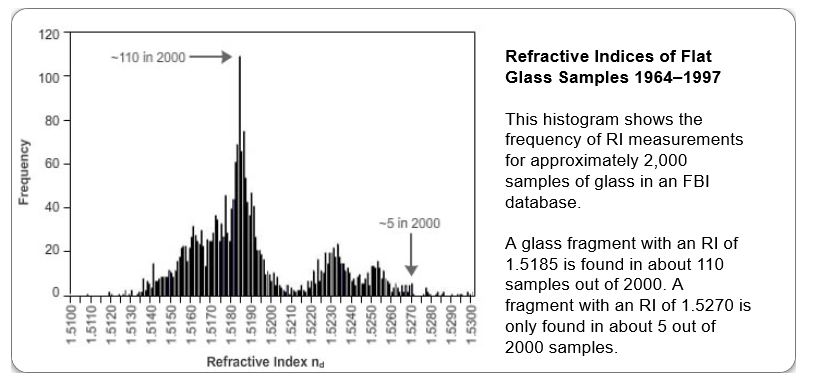 120
100
80
60
40
20
0
Frequency
~110 in 2000
~5 in 2000
1.5100
1.5110
1.5120
1.5130
1.5140
1.5150
1.5160
1.5170
1.5180
1.5190
1.5200
1.5210
1.5220
1.5230
1.5240
1.5250
1.5260
1.5270
1.5280
1.5290
1.5300
Refractive Index nd
Refractive Indices of Flat
Glass Samples 1964–1997
This histogram shows the
frequency of RI measurements
for approximately 2,000
samples of glass in an FBI
database.
A glass fragment with an RI of
1.5185 is found in about 110
samples out of 2000. A
fragment with an RI of 1.5270 is
only found in about 5 out of
2000 samples.